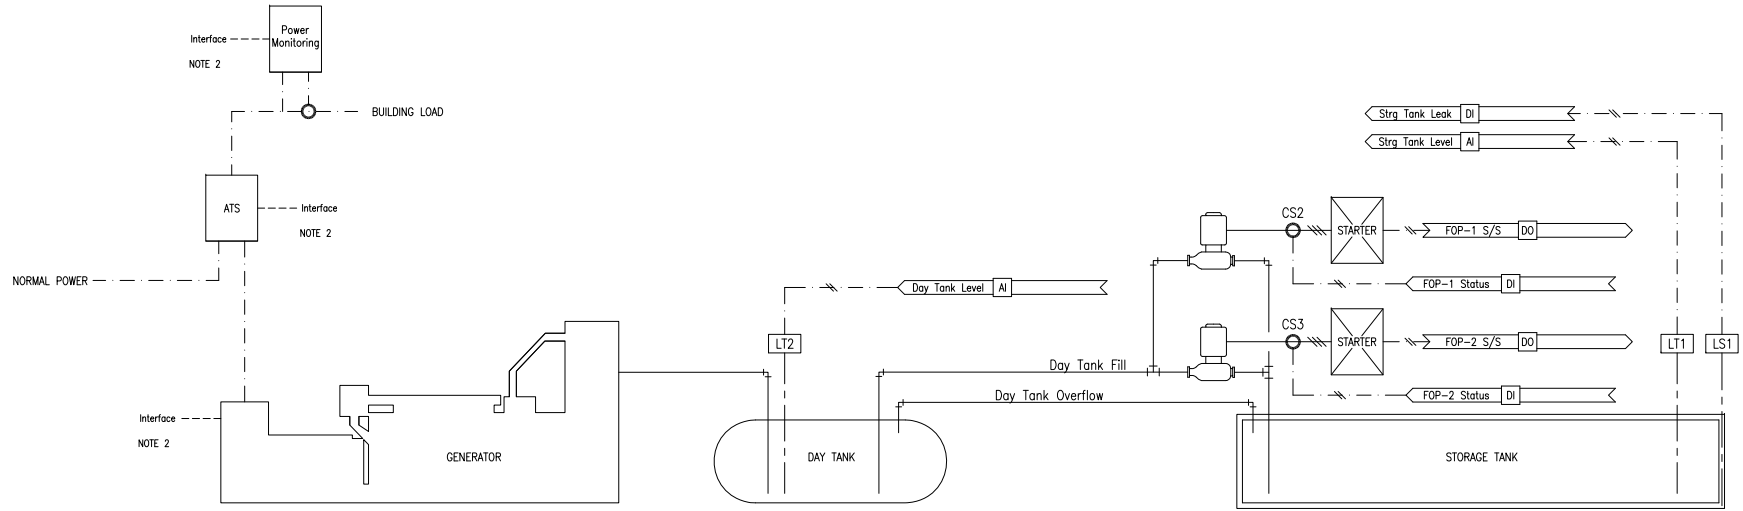 Power
Monitoring
Interface
NOTE 2
BUILDING LOAD
Strg Tank Leak DI
Strg Tank Level AI
ATS
Interface
NOTE 2
CS2
STARTER
FOP-1 S/S DO
NORMAL POWER
Day Tank Level AI
FOP-1 Status DI
LT2
CS3
STARTER
FOP-2 S/S DO
LT1
LS1
Day Tank Fill
Day Tank Overflow
FOP-2 Status DI
Interface
NOTE 2
GENERATOR
DAY TANK
STORAGE TANK